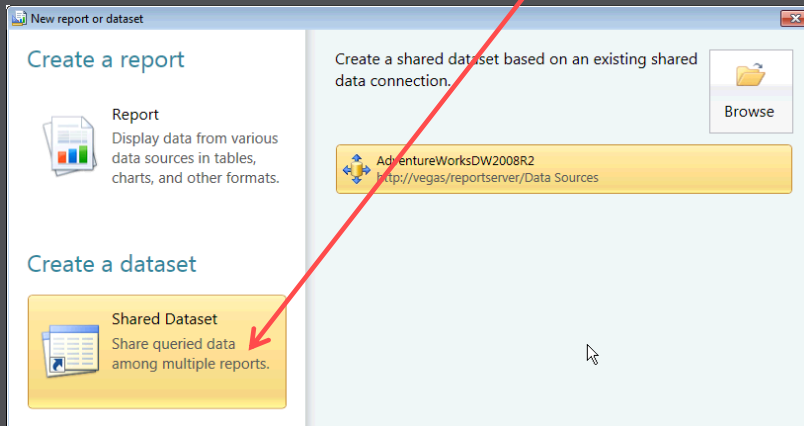 New report or dataset
Create a report
Report
Display data from various
data sources in tables,
charts, and other formats.
Create a dataset
Shared Dataset
Share queried data
among multiple reports.
Create a shared dataset based on an existing shared
data connection.
Browse
AdventureWorksDW2008R2
http://vegas/reportserver/Data Sources